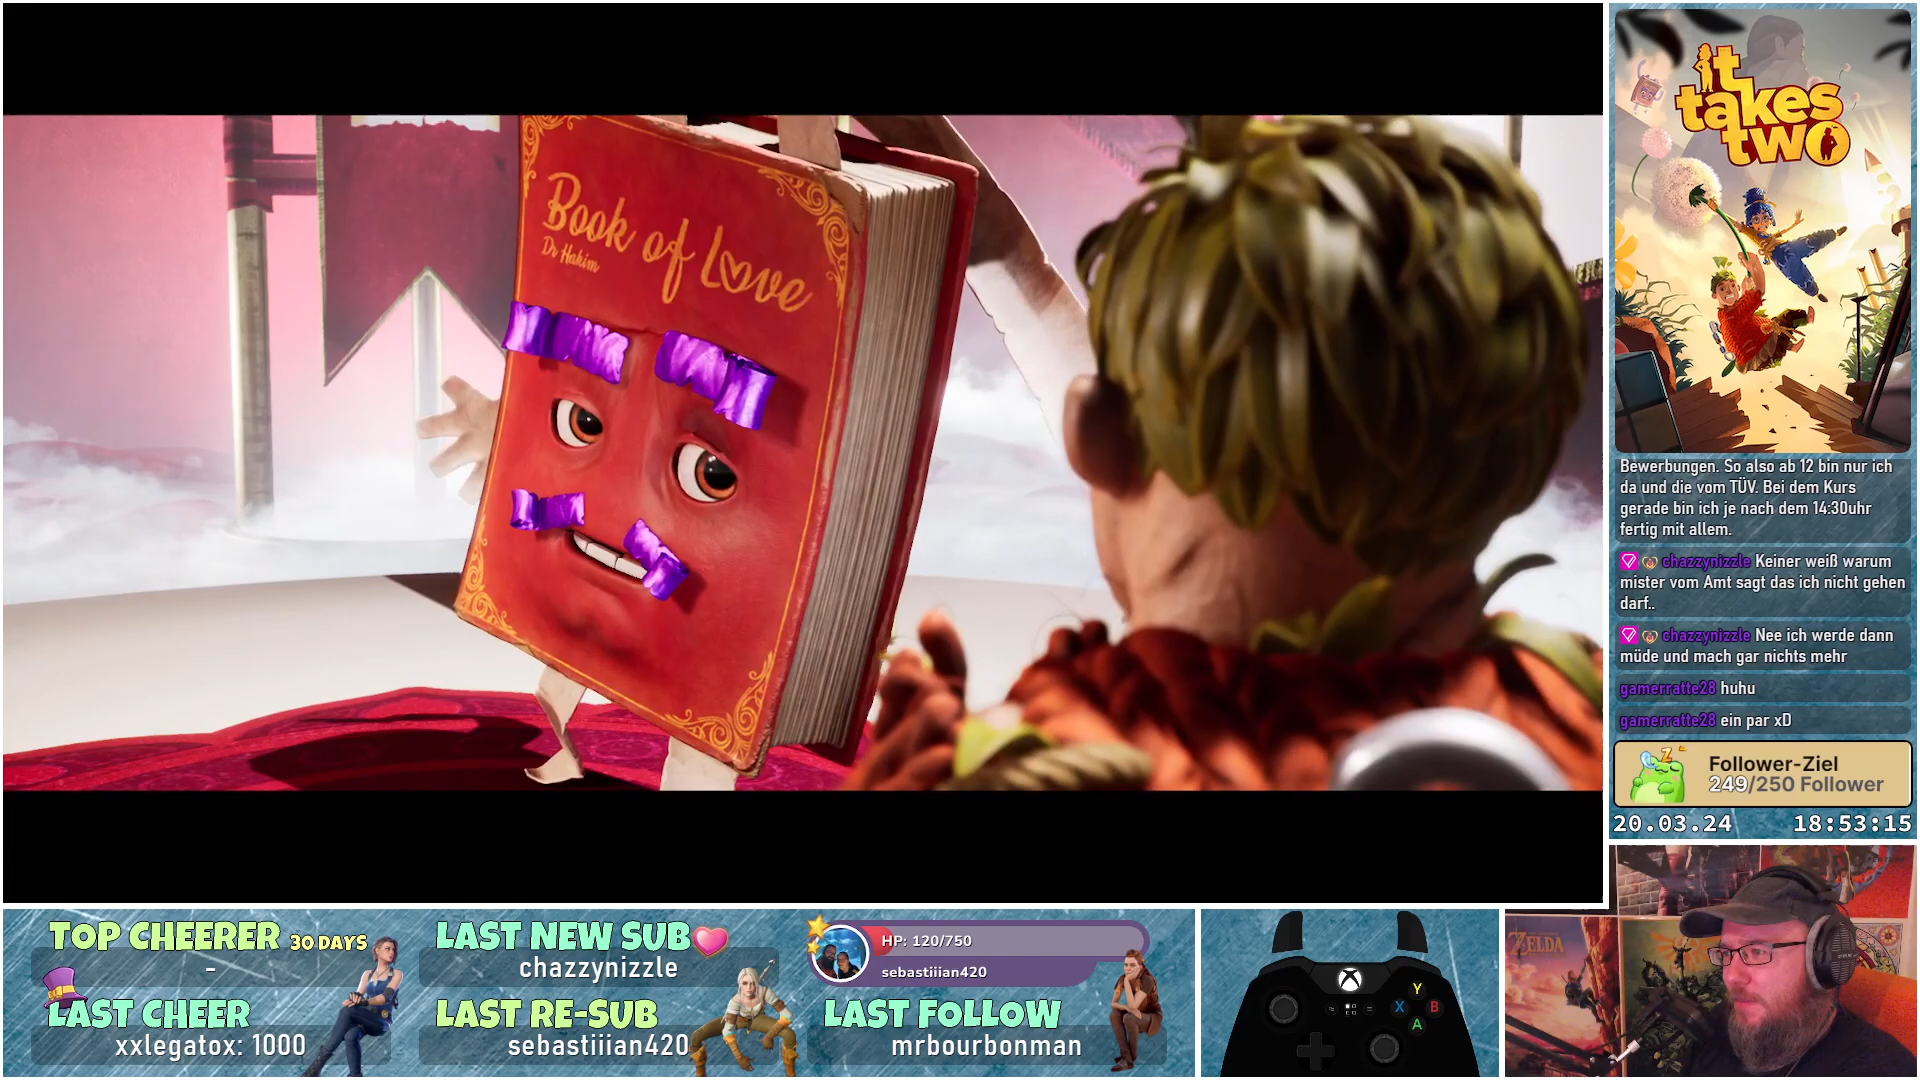 Book of Love
Dr Hakim
it
takes
two
Bewerbungen. So also ab 12 bin nur ich
da und die vom TÜV. Bei dem Kurs
gerade bin ich je nach dem 14:30uhr
fertig mit allem.
chazzynizzle Keiner weiß warum
mister vom Amt sagt das ich nicht gehen
darf..
chazzynizzle Nee ich werde dann
müde und mach gar nichts mehr
gamerratte28 huhu
gamerratte28 ein par xD
Follower-Ziel
249/250 Follower
20.03.24 18:53:15
TOP CHEERER 30 DAYS
-
LAST CHEER
xxlegatox: 1000
LAST NEW SUB
chazzynizzle
LAST RE-SUB
sebastiiian420
HP: 120/750
sebastiiian420
LAST FOLLOW
mrbourbonman
Y
X B
A
ZELDA